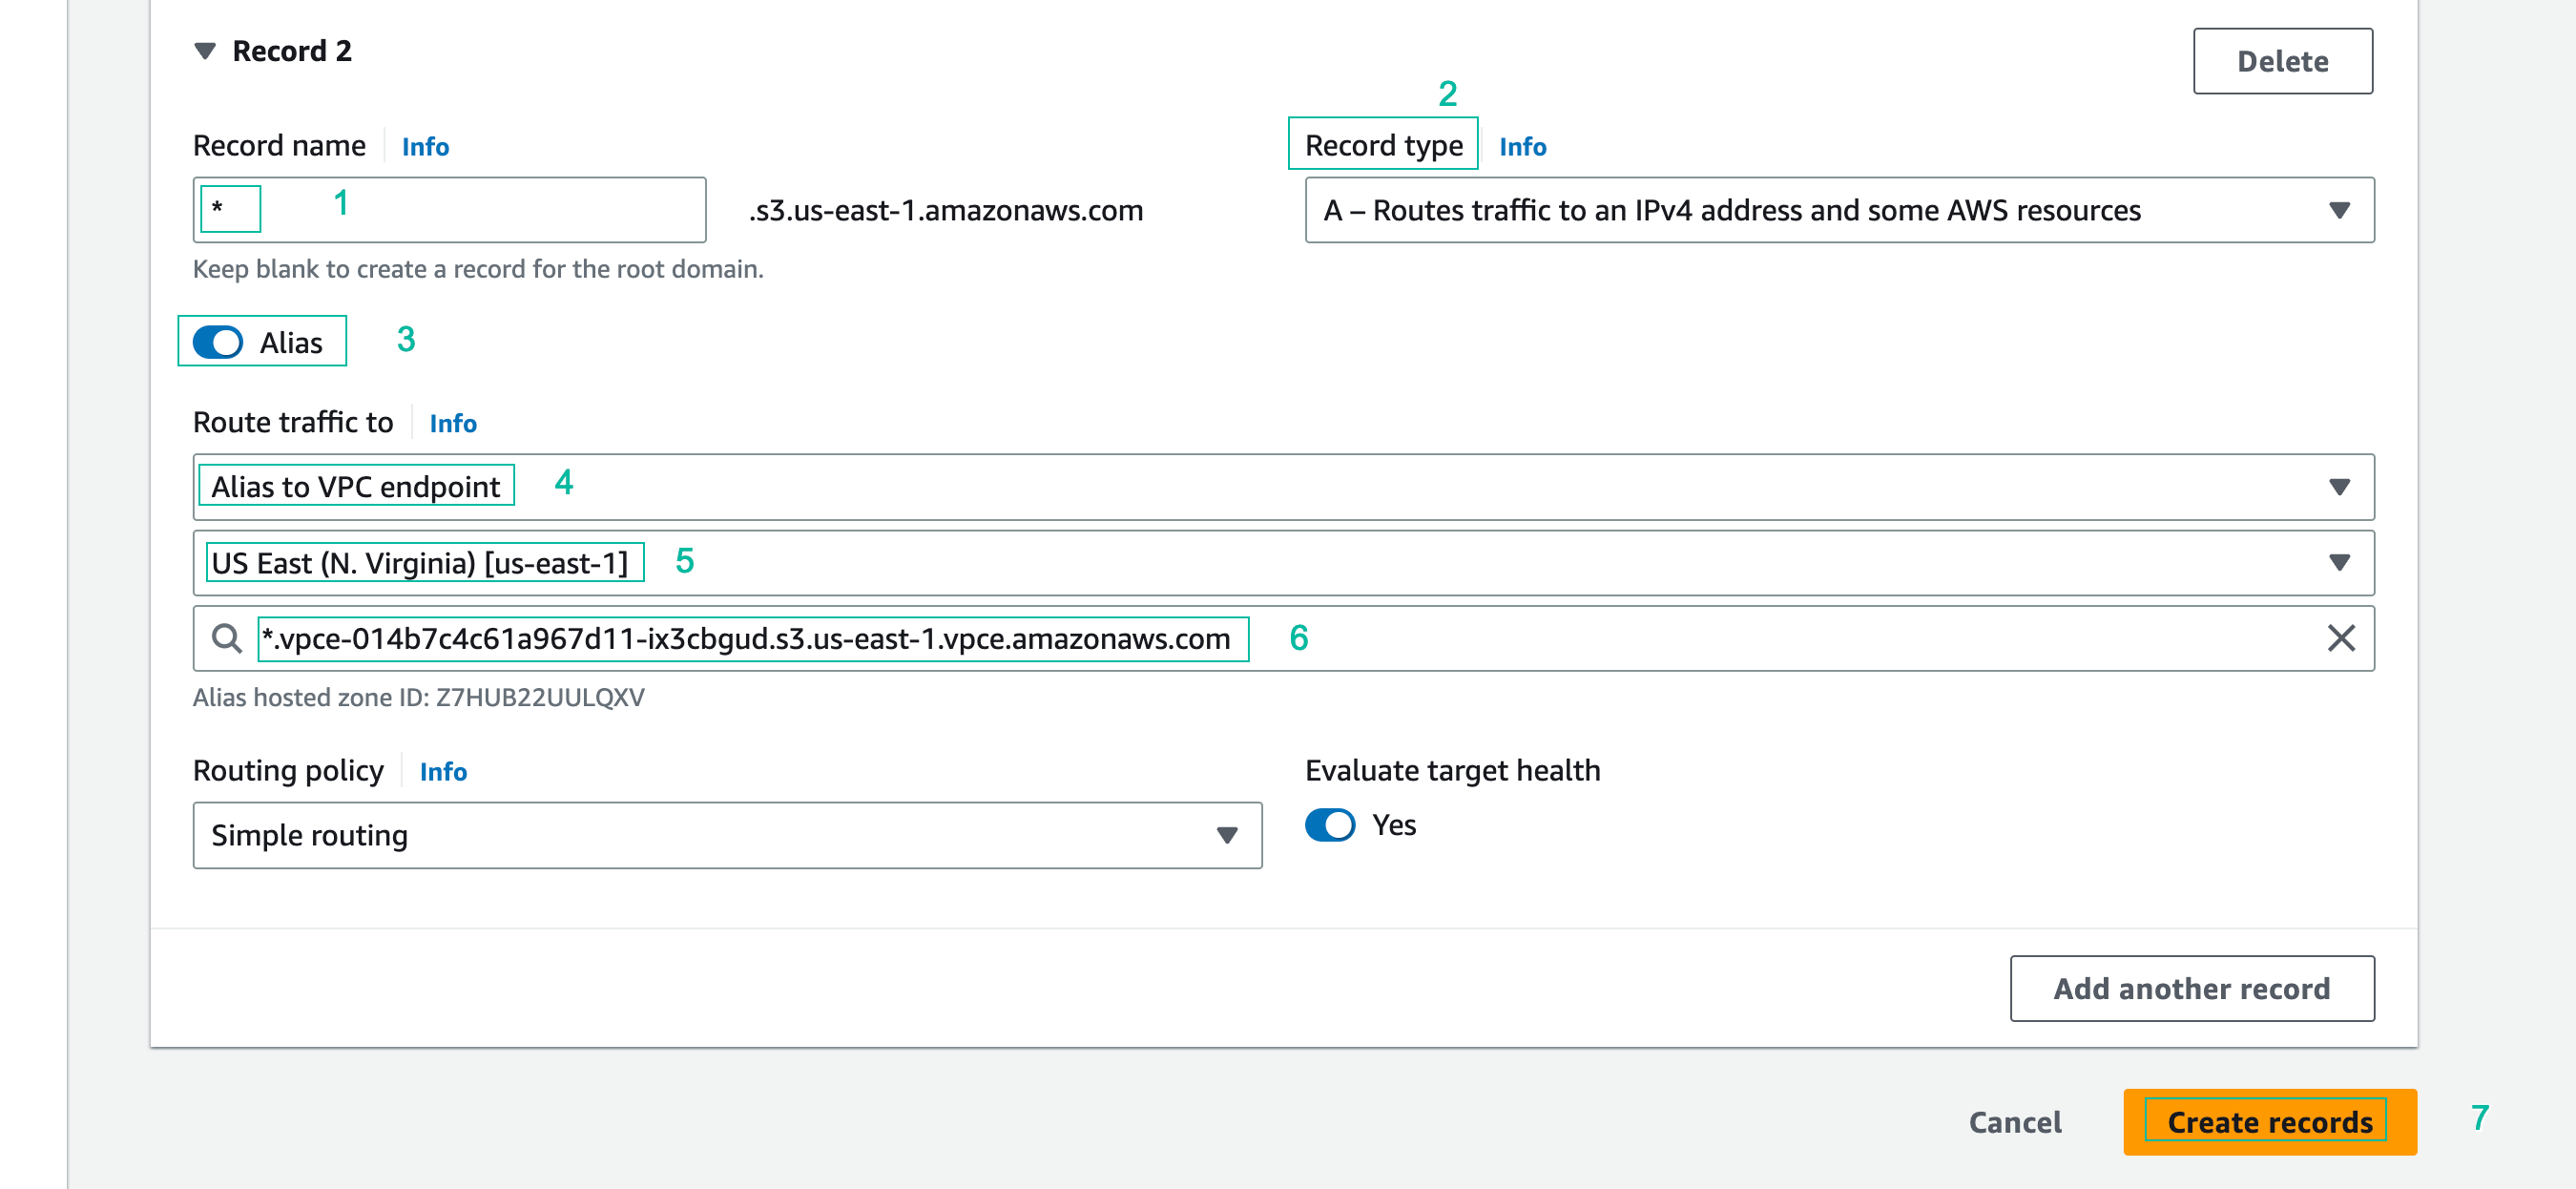 Record 2
Delete
2
Record name Info
Record type Info
* 1 .s3.us-east-1.amazonaws.com
A – Routes traffic to an IPv4 address and some AWS resources
Keep blank to create a record for the root domain.
Alias 3
Route traffic to Info
Alias to VPC endpoint 4
US East (N. Virginia) [us-east-1] 5
*.vpce-014b7c4c61a967d11-ix3cbgud.s3.us-east-1.vpce.amazonaws.com 6
Alias hosted zone ID: Z7HUB22UULQXV
Routing policy Info
Evaluate target health
Simple routing
Yes
Add another record
Cancel Create records 7